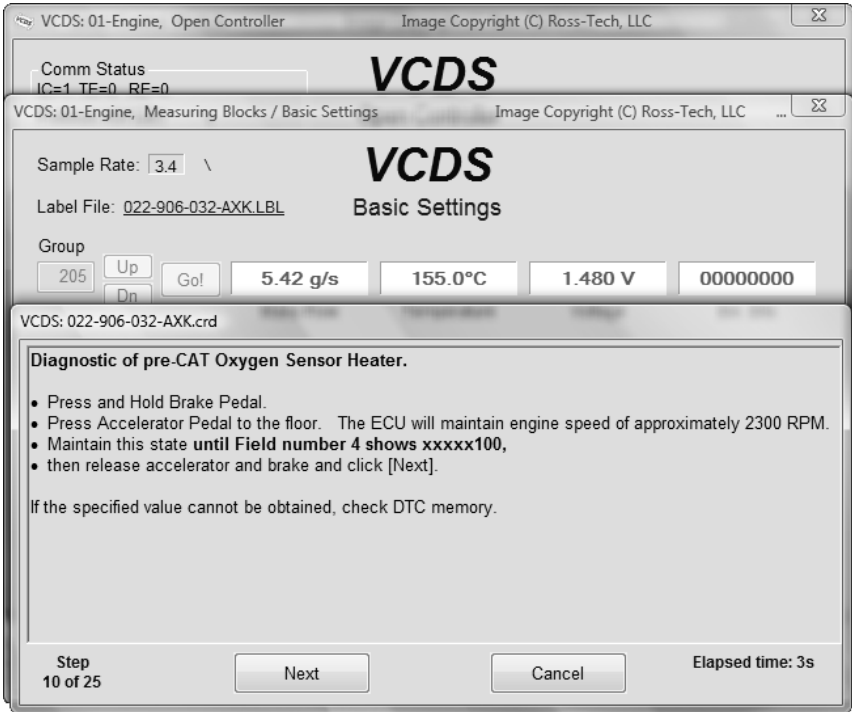 VCDS: 01-Engine, Open Controller Image Copyright (C) Ross-Tech, LLC
Comm Status
IC=1 TE=0 RF=0
VCDS
VCDS: 01-Engine, Measuring Blocks / Basic Settings Image Copyright (C) Ross-Tech, LLC ...
Sample Rate: 3.4 \
VCDS
Label File: 022-906-032-AXK.LBL
Basic Settings
Group
205 Up Dn Go! 5.42 g/s 155.0°C 1.480 V 00000000
VCDS: 022-906-032-AXK.crd
Diagnostic of pre-CAT Oxygen Sensor Heater.
• Press and Hold Brake Pedal.
• Press Accelerator Pedal to the floor. The ECU will maintain engine speed of approximately 2300 RPM.
• Maintain this state until Field number 4 shows xxxxx100,
• then release accelerator and brake and click [Next].
If the specified value cannot be obtained, check DTC memory.
Step
10 of 25
Next
Cancel
Elapsed time: 3s